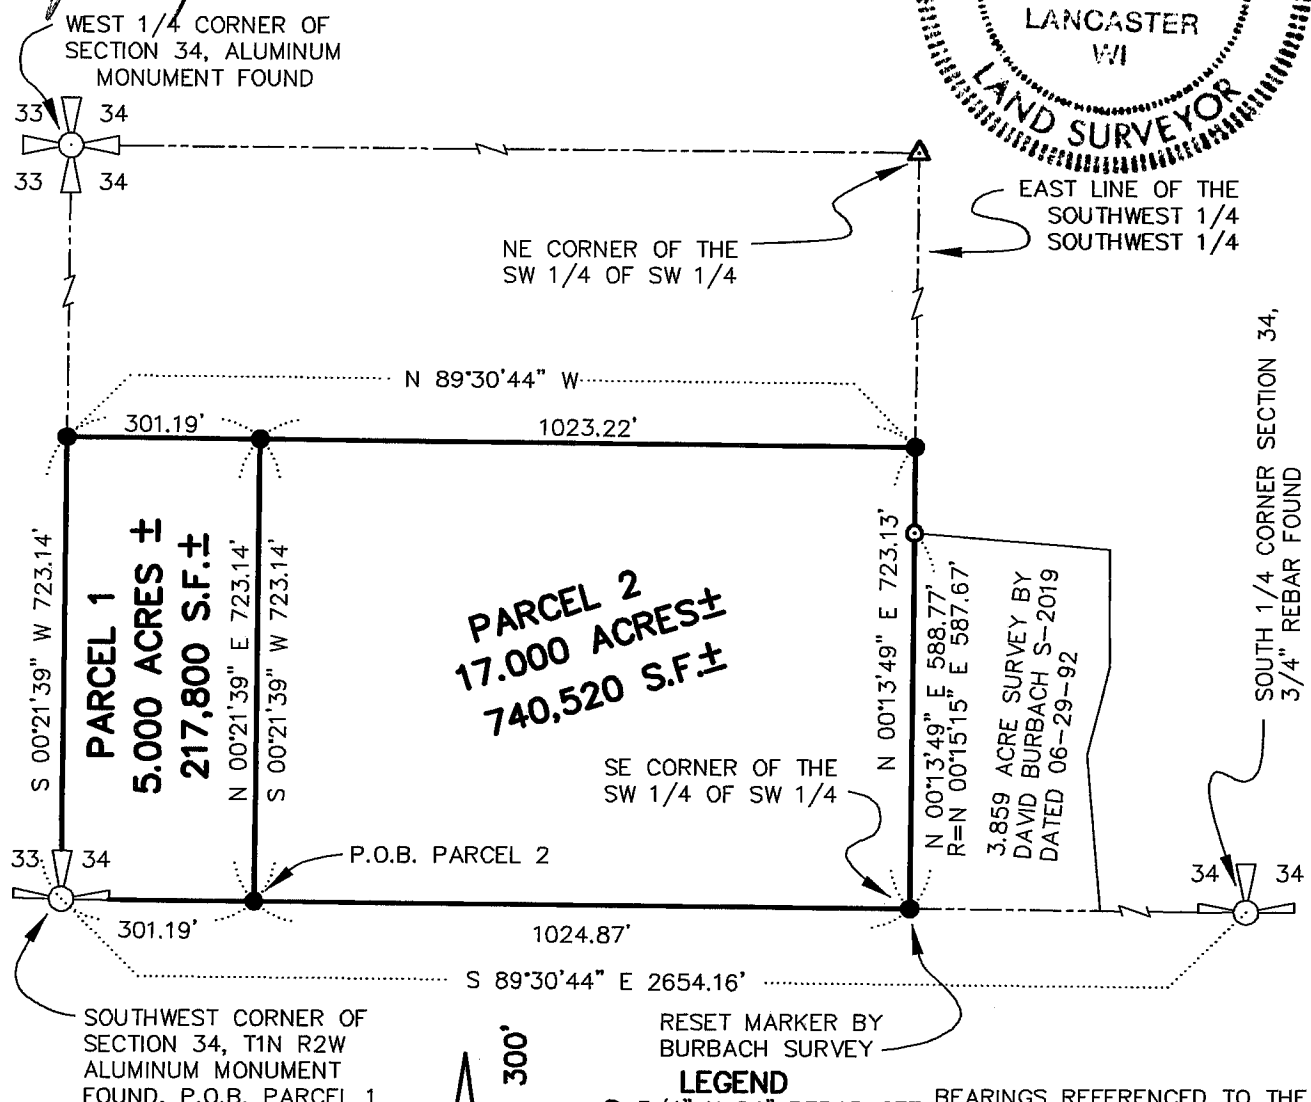 LANCASTER
WI
LAND SURVEYOR
WEST 1/4 CORNER OF
SECTION 34, ALUMINUM
MONUMENT FOUND
33 34
33 34
EAST LINE OF THE
SOUTHWEST 1/4
SOUTHWEST 1/4
NE CORNER OF THE
SW 1/4 OF SW 1/4
N 89°30'44" W
301.19'
1023.22'
S 00°21'39" W 723.14'
PARCEL 1
5.000 ACRES ±
217,800 S.F.±
N 00°21'39" E 723.14'
S 00°21'39" W 723.14'
PARCEL 2
17.000 ACRES±
740,520 S.F.±
N 00°13'49" E 723.13'
N 00°13'49" E 588.77'
R=N 00°15'15" E 587.67'
3.859 ACRE SURVEY BY
DAVID BURBACH S-2019
DATED 06-29-92
SOUTH 1/4 CORNER SECTION 34,
3/4" REBAR FOUND
SE CORNER OF THE
SW 1/4 OF SW 1/4
P.O.B. PARCEL 2
33 34
34 34
301.19'
1024.87'
S 89°30'44" E 2654.16'
SOUTHWEST CORNER OF
SECTION 34, T1N R2W
ALUMINUM MONUMENT
FOUND, P.O.B. PARCEL 1
300'
RESET MARKER BY
BURBACH SURVEY
LEGEND
BEARINGS REFERENCED TO THE